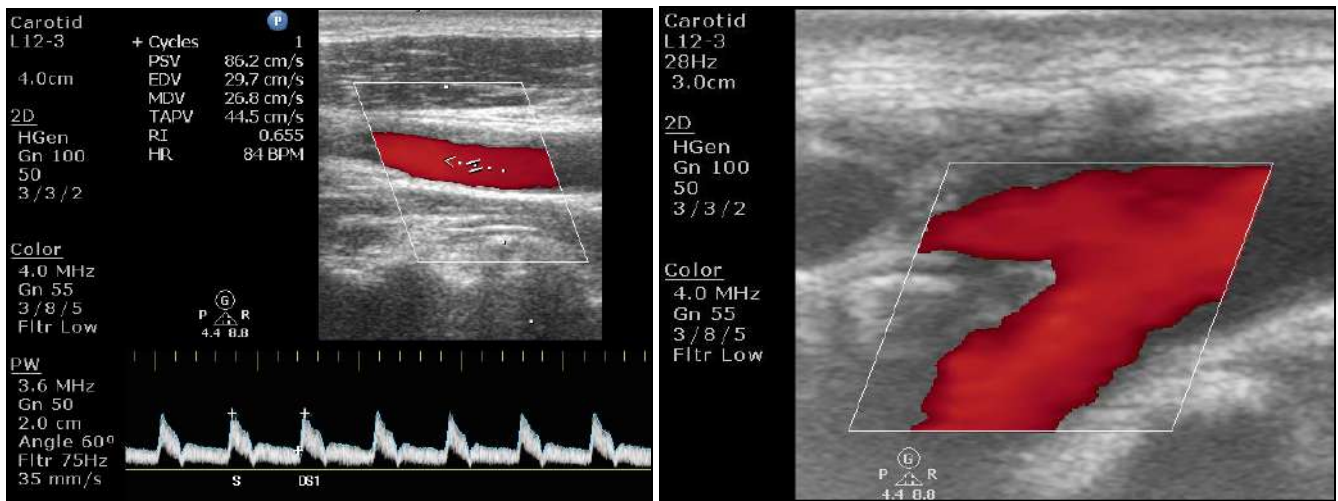 Carotid
L12-3
4.0cm
2D
HGen
Gn 100
50
3/3/2
Color
4.0 MHz
Gn 55
3/8/5
Fltr Low
PW
3.6 MHz
Gn 50
2.0 cm
Angle 60º
Fltr 75Hz
35 mm/s
P
+ Cycles 1
PSV 86.2 cm/s
EDV 29.7 cm/s
MDV 26.8 cm/s
TAPV 44.5 cm/s
RI 0.655
HR 84 BPM
G
P R
4.4 8.8
S DS1
Carotid
L12-3
28Hz
3.0cm
2D
HGen
Gn 100
50
3/3/2
Color
4.0 MHz
Gn 55
3/8/5
Fltr Low
G
P R
4.4 8.8